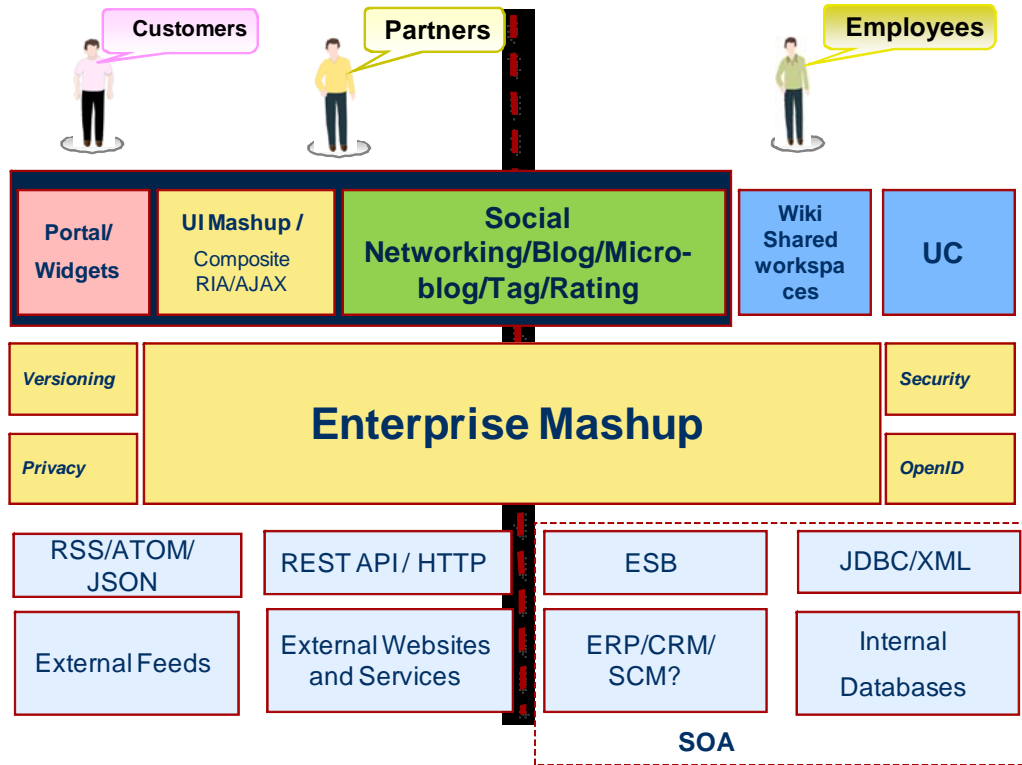 Customers
Partners
Employees
Portal/
Widgets
UI Mashup /
Composite
RIA/AJAX
Social
Networking/Blog/Micro-
blog/Tag/Rating
Wiki
Shared
workspa
ces
UC
Versioning
Privacy
Enterprise Mashup
Security
OpenID
RSS/ATOM/
JSON
REST API / HTTP
ESB
JDBC/XML
External Feeds
External Websites
and Services
ERP/CRM/
SCM?
Internal
Databases
SOA